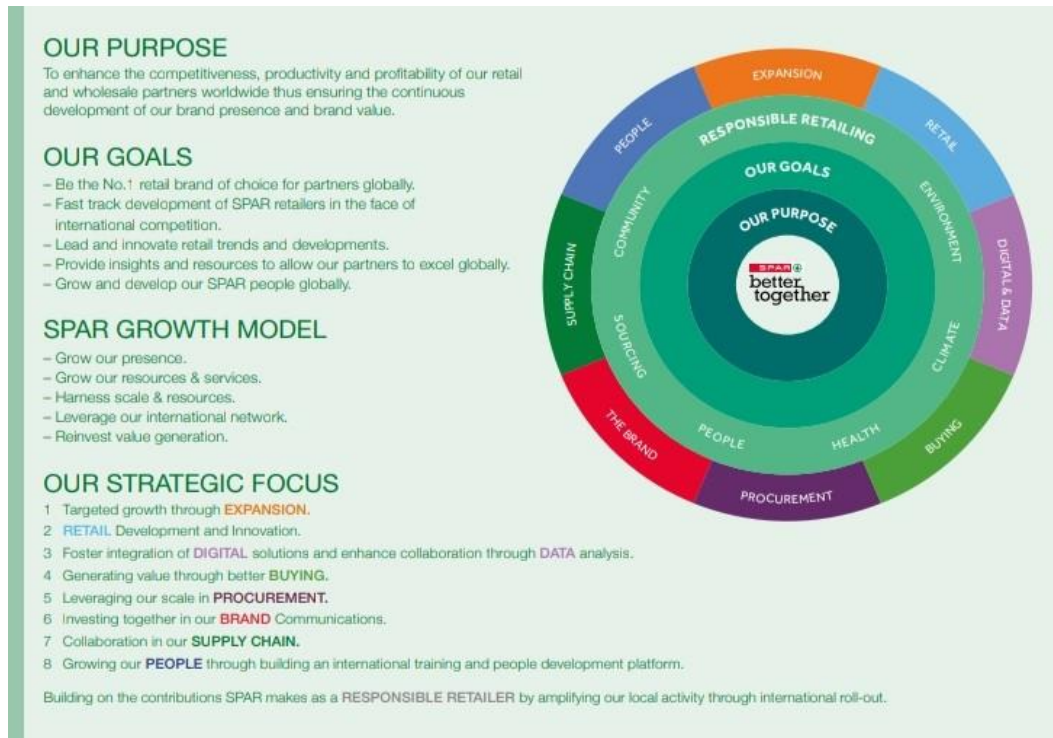 OUR PURPOSE
To enhance the competitiveness, productivity and profitability of our retail
and wholesale partners worldwide thus ensuring the continuous
development of our brand presence and brand value.
OUR GOALS
– Be the No.1 retail brand of choice for partners globally.
– Fast track development of SPAR retailers in the face of
international competition.
– Lead and innovate retail trends and developments.
– Provide insights and resources to allow our partners to excel globally.
– Grow and develop our SPAR people globally.
SPAR GROWTH MODEL
– Grow our presence.
– Grow our resources & services.
– Harness scale & resources.
– Leverage our international network.
– Reinvest value generation.
OUR STRATEGIC FOCUS
1 Targeted growth through EXPANSION.
2 RETAIL Development and Innovation.
3 Foster integration of DIGITAL solutions and enhance collaboration through DATA analysis.
4 Generating value through better BUYING.
5 Leveraging our scale in PROCUREMENT.
6 Investing together in our BRAND Communications.
7 Collaboration in our SUPPLY CHAIN.
8 Growing our PEOPLE through building an international training and people development platform.
Building on the contributions SPAR makes as a RESPONSIBLE RETAILER by amplifying our local activity through international roll-out.
EXPANSION
RETAIL
DIGITAL & DATA
BUYING
PROCUREMENT
THE BRAND
SUPPLY CHAIN
PEOPLE
RESPONSIBLE RETAILING
ENVIRONMENT
CLIMATE
HEALTH
PEOPLE
SOURCING
COMMUNITY
OUR GOALS
OUR PURPOSE
SPAR
better
together